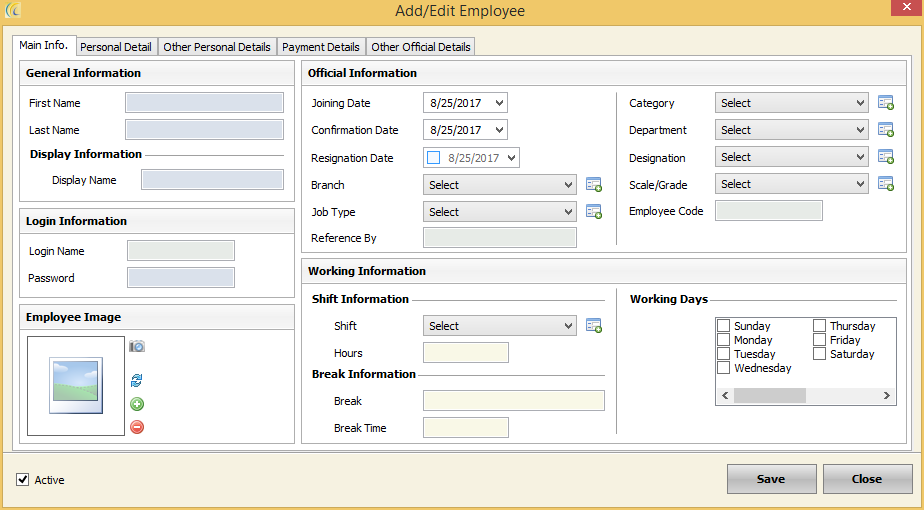 Add/Edit Employee
Main Info. Personal Detail Other Personal Details Payment Details Other Official Details
General Information
First Name
Last Name
Display Information
Display Name
Login Information
Login Name
Password
Employee Image
Official Information
Joining Date 8/25/2017
Confirmation Date 8/25/2017
Resignation Date 8/25/2017
Branch Select
Job Type Select
Reference By
Category Select
Department Select
Designation Select
Scale/Grade Select
Employee Code
Working Information
Shift Information
Shift Select
Hours
Break Information
Break
Break Time
Working Days
Sunday Thursday
Monday Friday
Tuesday Saturday
Wednesday
Active
Save Close